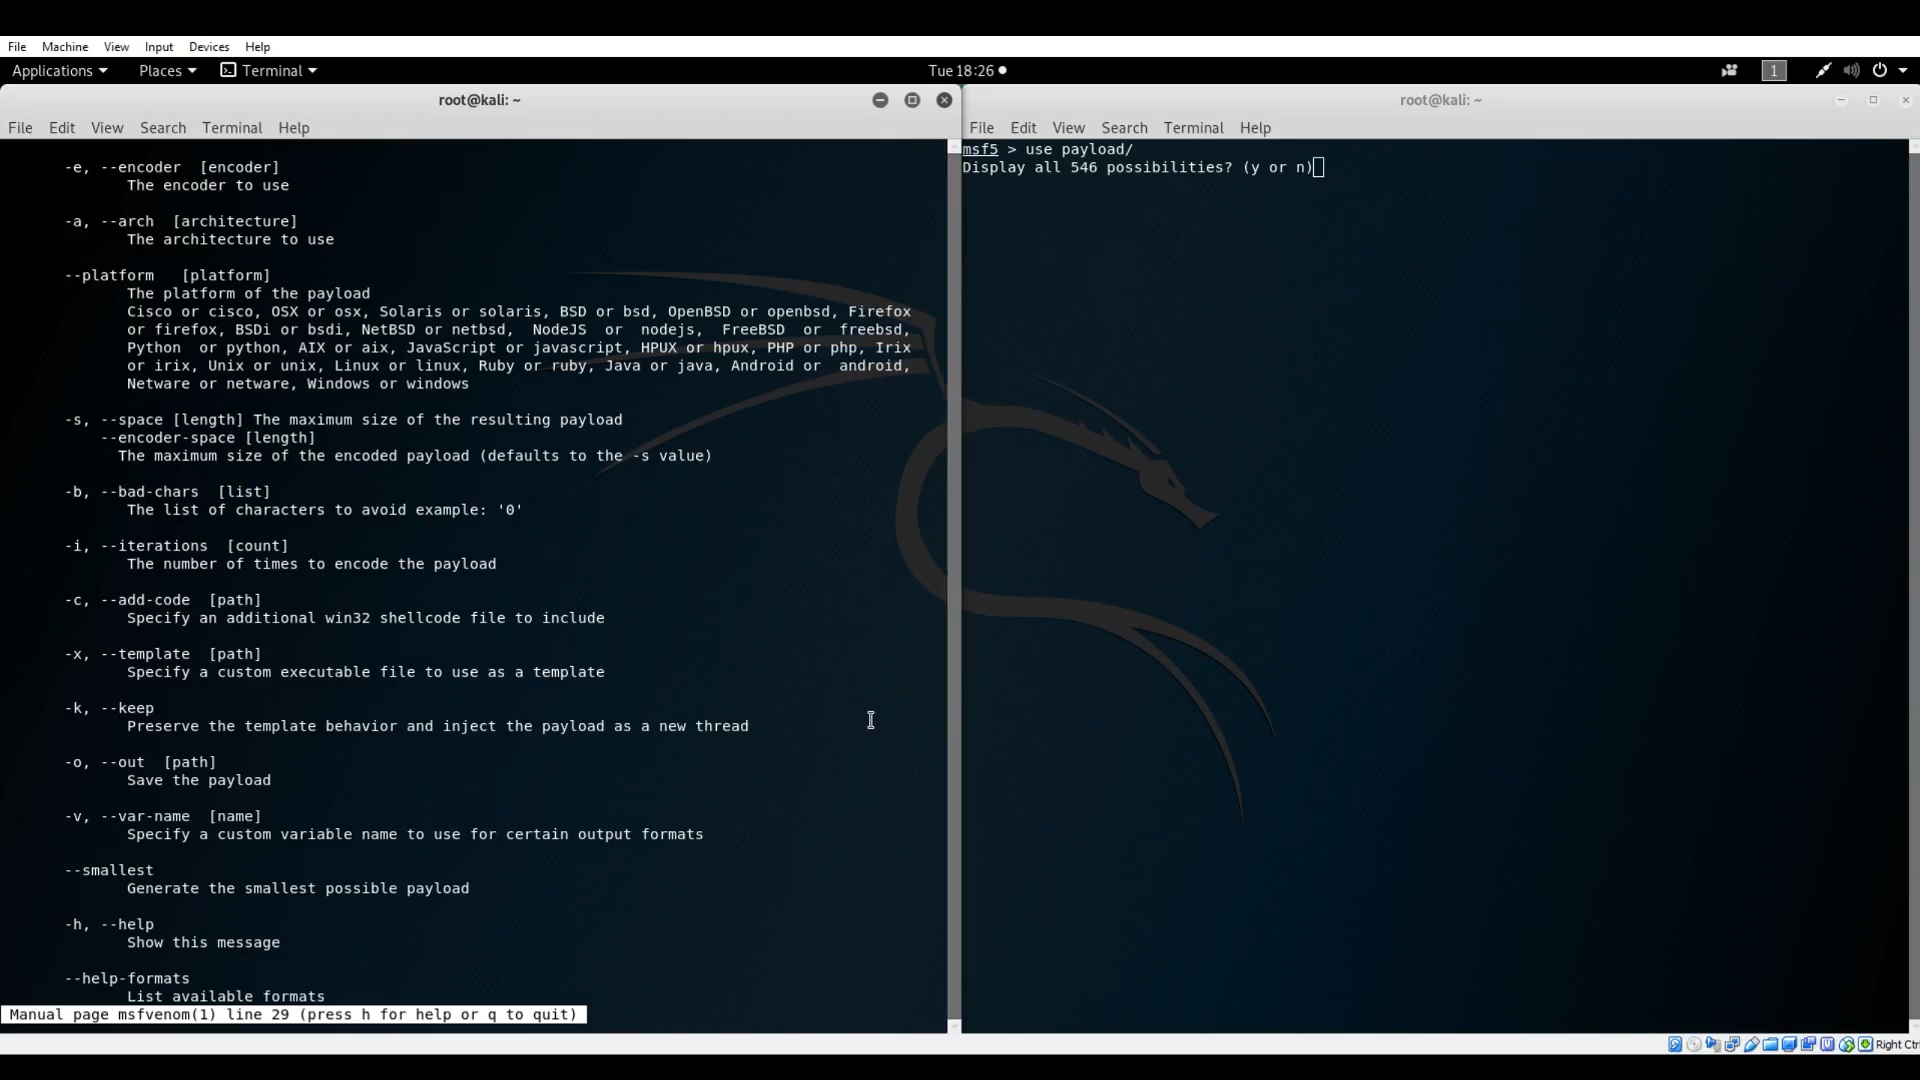 File Machine View Input Devices Help
Applications Places Terminal Tue 18:26 1
root@kali: ~
File Edit View Search Terminal Help
-e, --encoder [encoder]
The encoder to use
-a, --arch [architecture]
The architecture to use
--platform [platform]
The platform of the payload
Cisco or cisco, OSX or osx, Solaris or solaris, BSD or bsd, OpenBSD or openbsd, Firefox
or firefox, BSDi or bsdi, NetBSD or netbsd, NodeJS or nodejs, FreeBSD or freebsd,
Python or python, AIX or aix, JavaScript or javascript, HPUX or hpux, PHP or php, Irix
or irix, Unix or unix, Linux or linux, Ruby or ruby, Java or java, Android or android,
Netware or netware, Windows or windows
-s, --space [length] The maximum size of the resulting payload
--encoder-space [length]
The maximum size of the encoded payload (defaults to the -s value)
-b, --bad-chars [list]
The list of characters to avoid example: '0'
-i, --iterations [count]
The number of times to encode the payload
-c, --add-code [path]
Specify an additional win32 shellcode file to include
-x, --template [path]
Specify a custom executable file to use as a template
-k, --keep
Preserve the template behavior and inject the payload as a new thread
-o, --out [path]
Save the payload
-v, --var-name [name]
Specify a custom variable name to use for certain output formats
--smallest
Generate the smallest possible payload
-h, --help
Show this message
--help-formats
List available formats
Manual page msfvenom(1) line 29 (press h for help or q to quit)
root@kali: ~
File Edit View Search Terminal Help
msf5 > use payload/
Display all 546 possibilities? (y or n)
Right Ctr